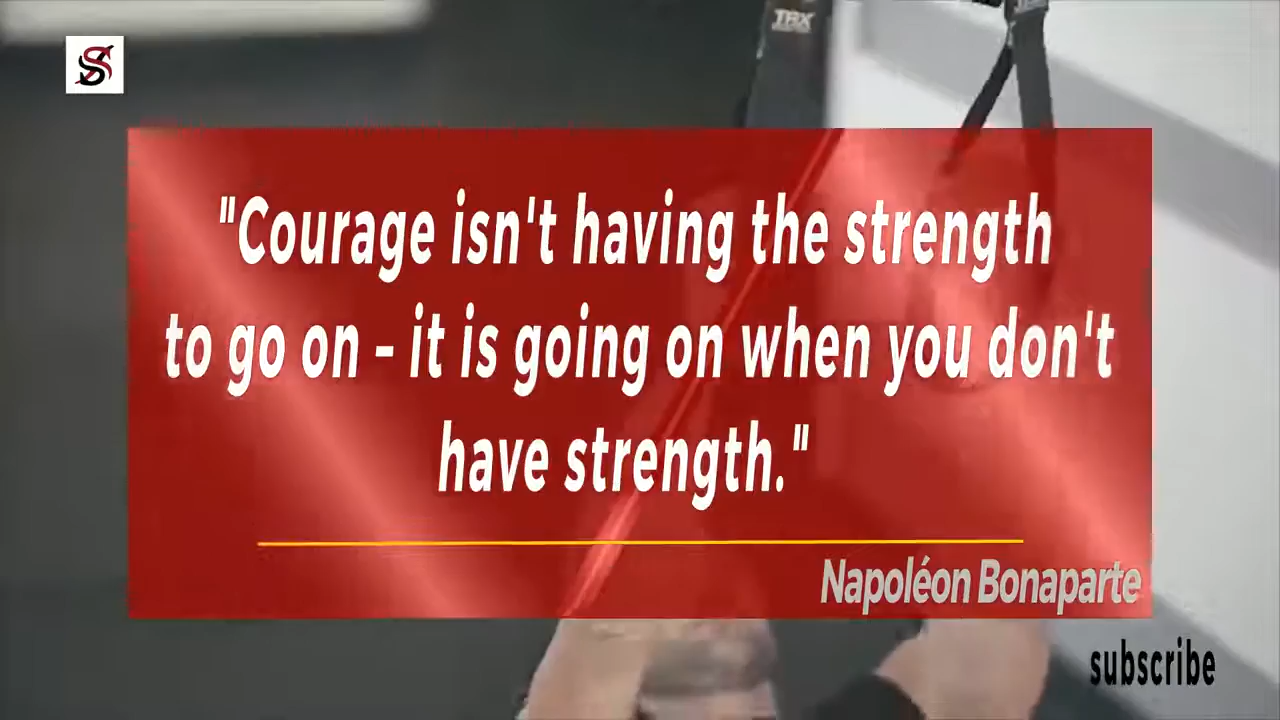 TRX
S
"Courage isn't having the strength
to go on - it is going on when you don't
have strength."
Napoléon Bonaparte
subscribe